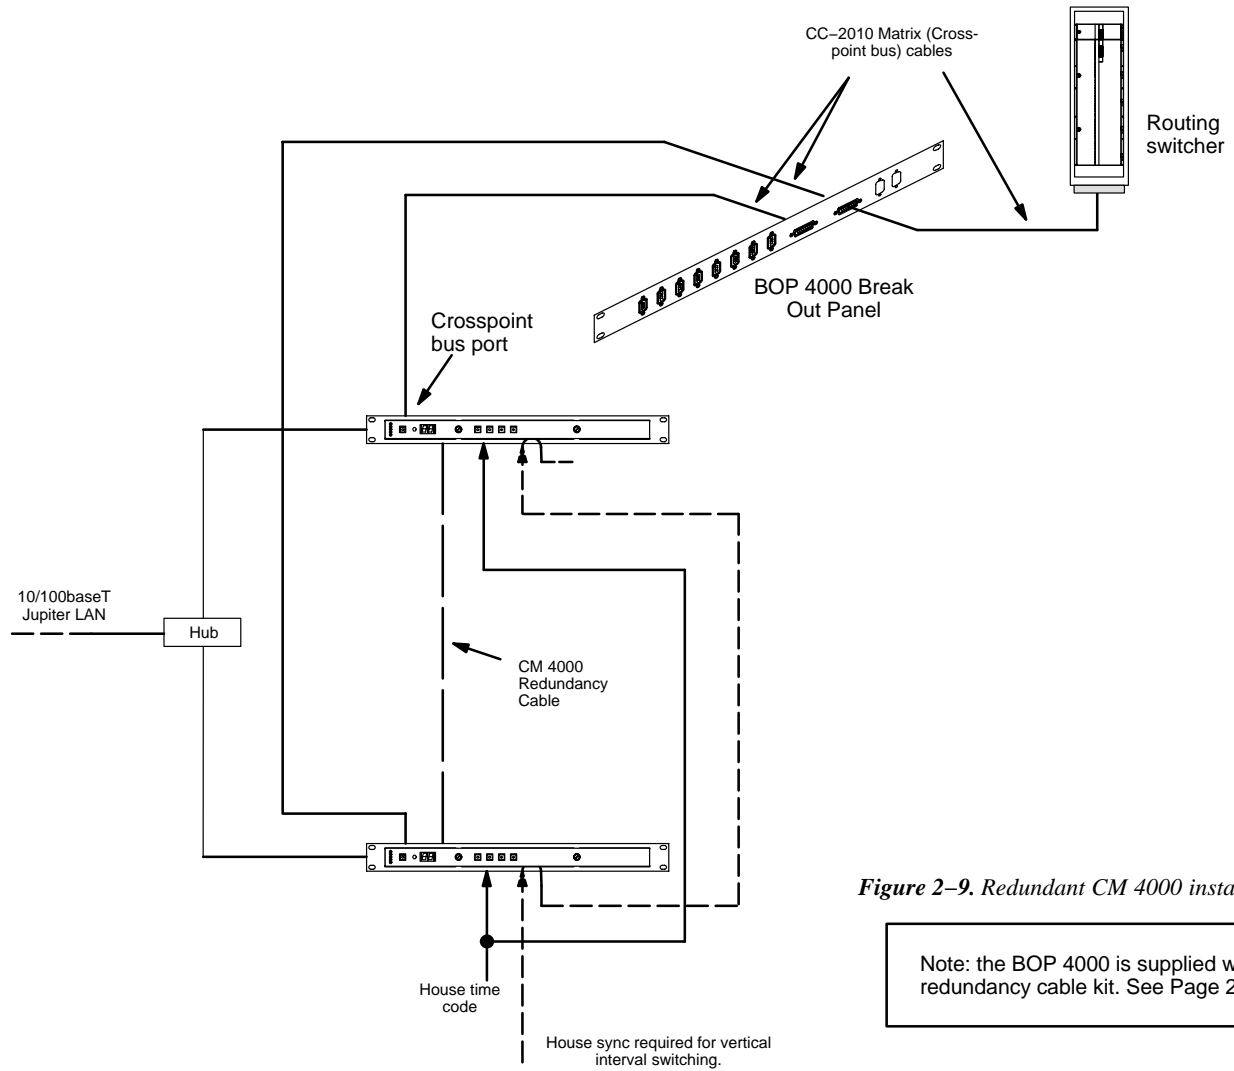 CC−2010 Matrix (Cross-
point bus) cables
Routing
switcher
BOP 4000 Break
Out Panel
Crosspoint
bus port
10/100baseT
Jupiter LAN
Hub
CM 4000
Redundancy
Cable
Figure 2−9. Redundant CM 4000 insta
Note: the BOP 4000 is supplied w
redundancy cable kit. See Page 2
House time
code
House sync required for vertical
interval switching.